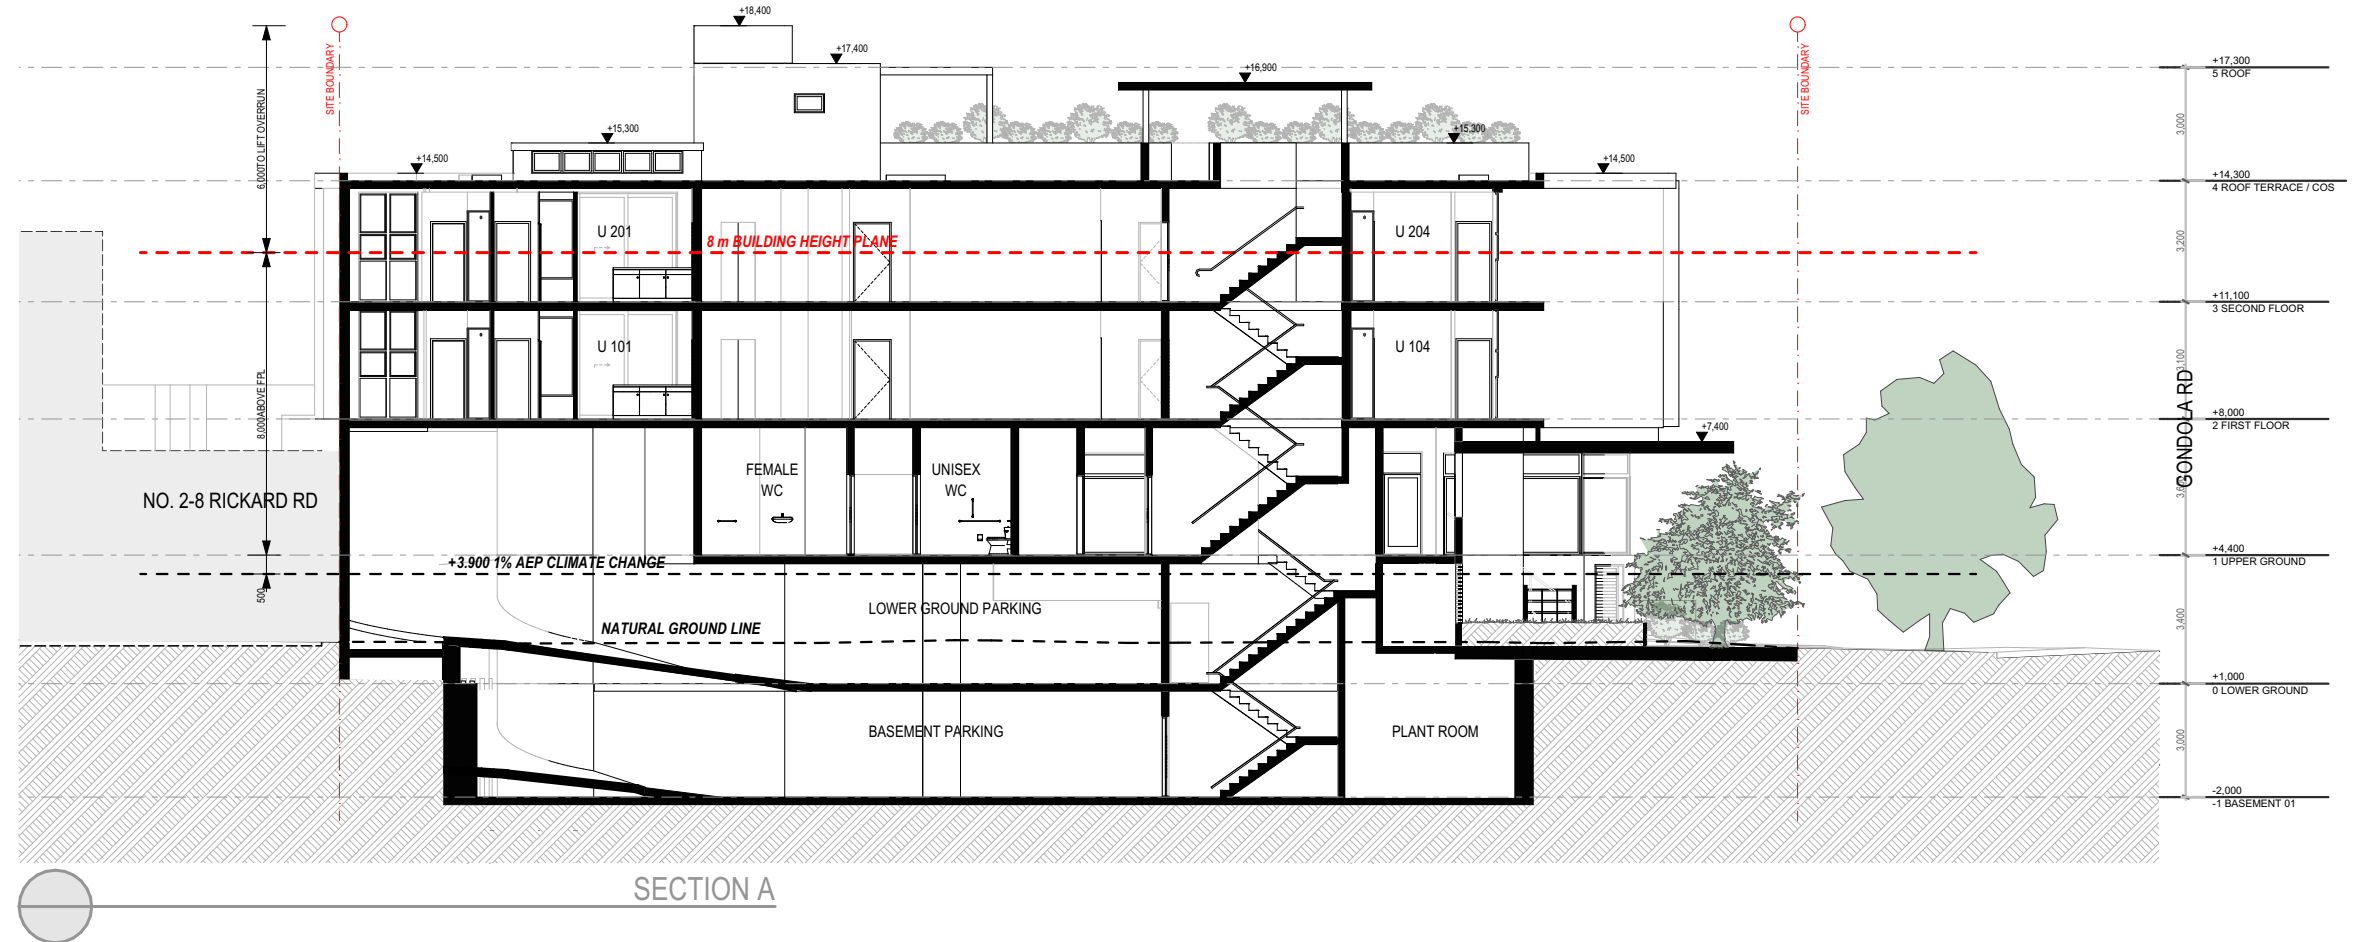 +18,400
+17,400
+16,900
+17,300
5 ROOF
SITE BOUNDARY
SITE BOUNDARY
6,000TO LIFT OVERRUN
3,000
+15,300
+15,300
+14,500
+14,500
+14,300
4 ROOF TERRACE / COS
U 201
8 m BUILDING HEIGHT PLANE
U 204
3,200
+11,100
3 SECOND FLOOR
U 101
U 104
3,100
8,000ABOVE FPL
+8,000
2 FIRST FLOOR
+7,400
GONDOLA RD
FEMALE
WC
UNISEX
WC
NO. 2-8 RICKARD RD
+4,400
1 UPPER GROUND
+3.900 1% AEP CLIMATE CHANGE
500
LOWER GROUND PARKING
3,400
NATURAL GROUND LINE
+1,000
0 LOWER GROUND
BASEMENT PARKING
PLANT ROOM
3,000
-2,000
-1 BASEMENT 01
SECTION A